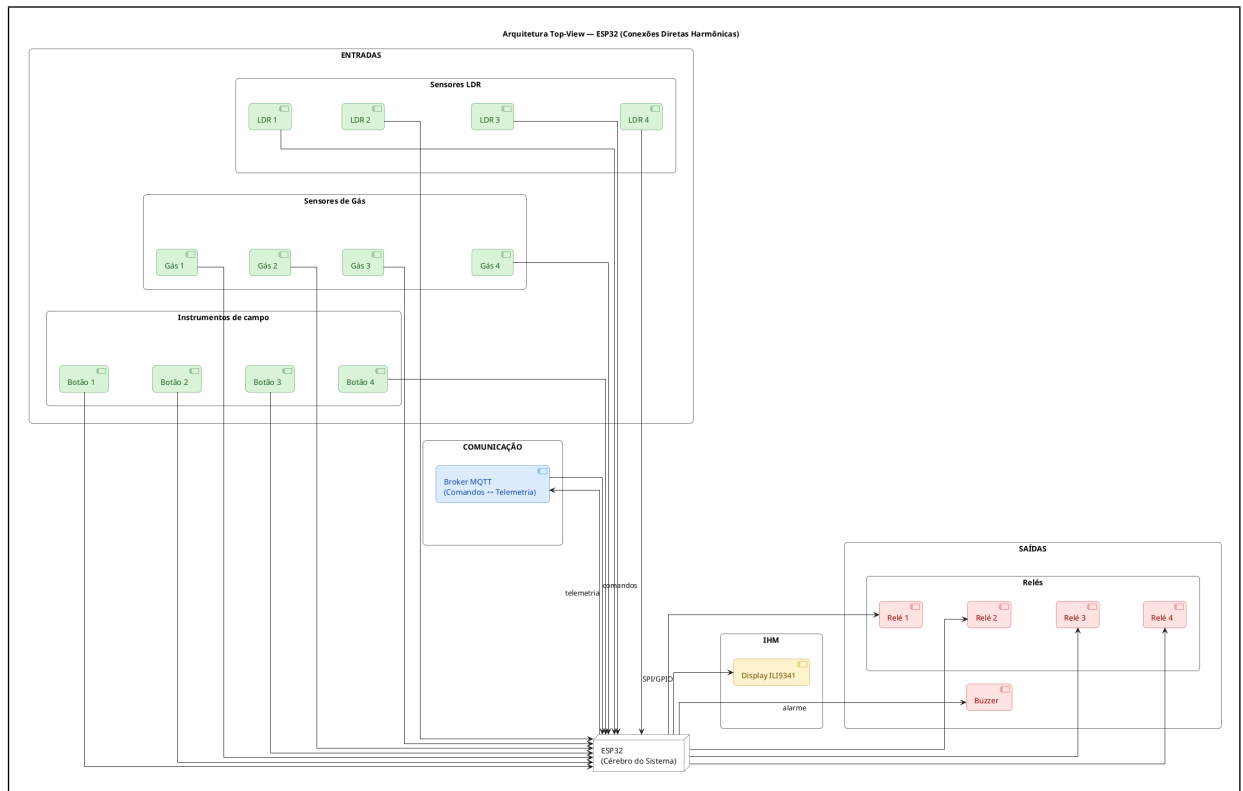 Arquitetura Top-View — ESP32 (Conexões Diretas Harmônicas)
ENTRADAS
Sensores LDR
LDR 1
LDR 2
LDR 3
LDR 4
Sensores de Gás
Gás 1
Gás 2
Gás 3
Gás 4
Instrumentos de campo
Botão 1
Botão 2
Botão 3
Botão 4
COMUNICAÇÃO
Broker MQTT
(Comandos ↔ Telemetria)
comandos
telemetria
SAÍDAS
Relés
Relé 1
Relé 2
Relé 3
Relé 4
IHM
Display ILI9341
SPI/GPIO
Buzzer
alarme
ESP32
(Cérebro do Sistema)